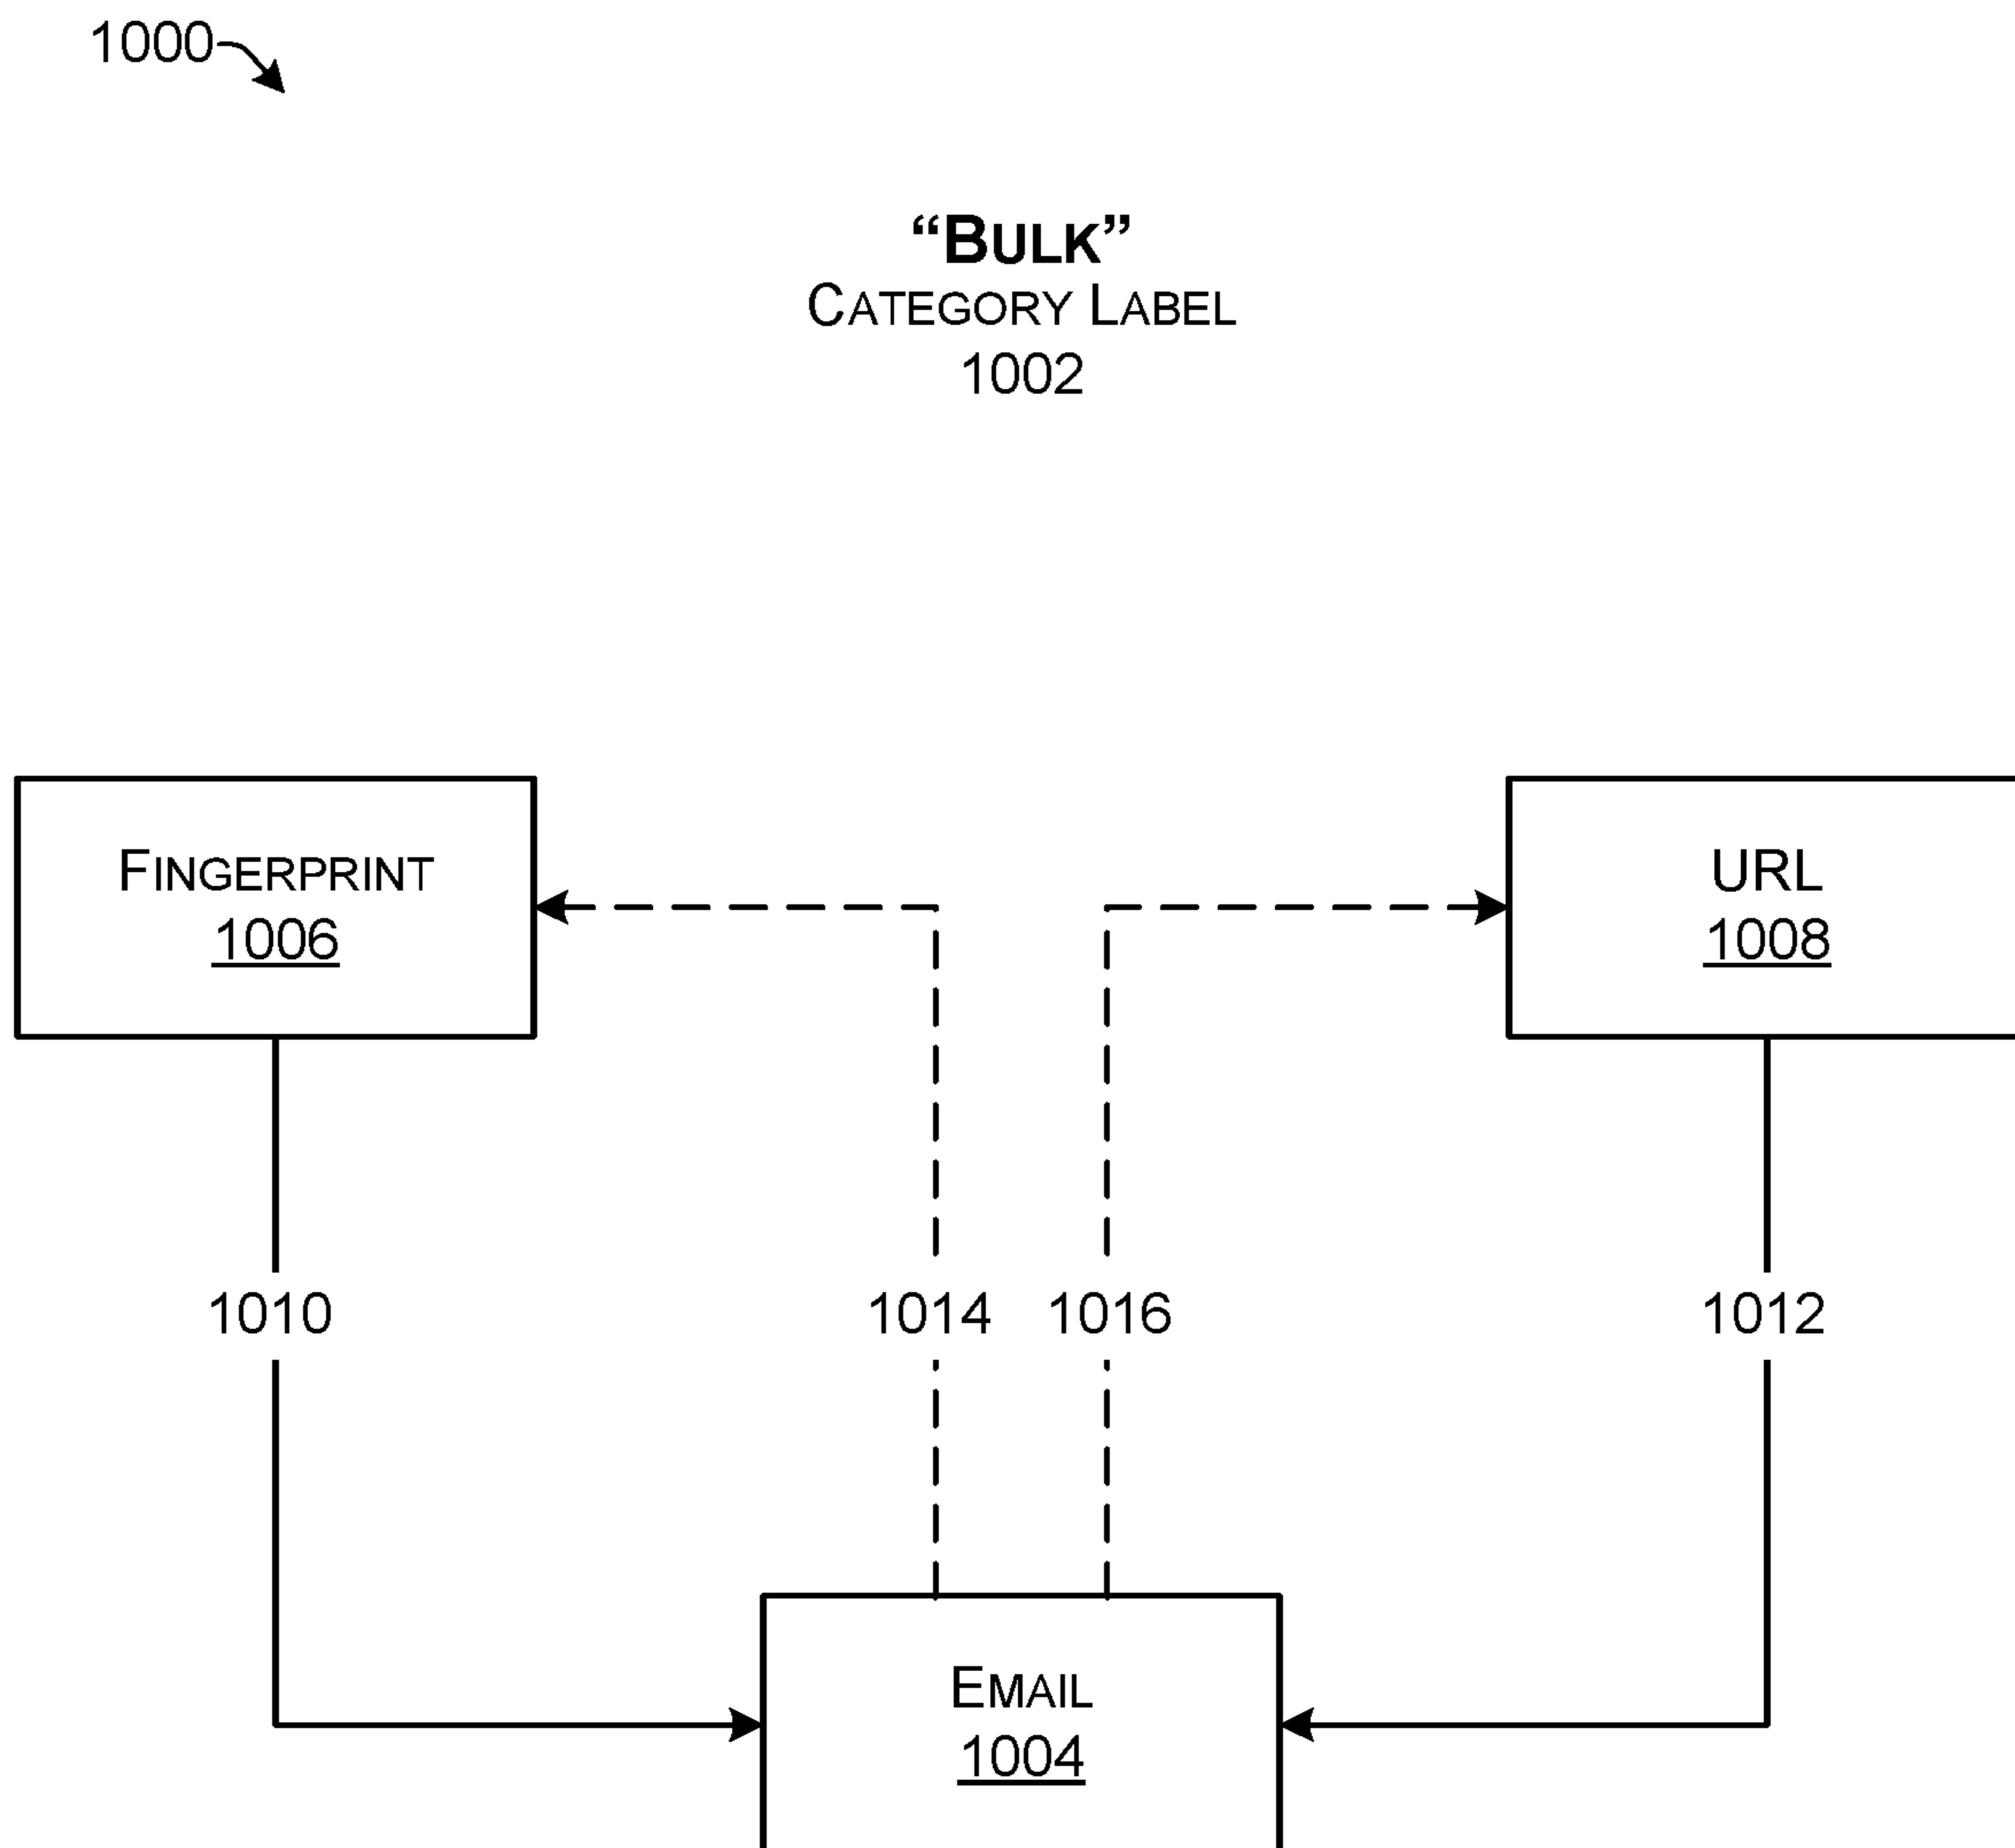 1000
“BULK”
CATEGORY LABEL
1002
FINGERPRINT
1006
URL
1008
1010
1014
1016
1012
EMAIL
1004